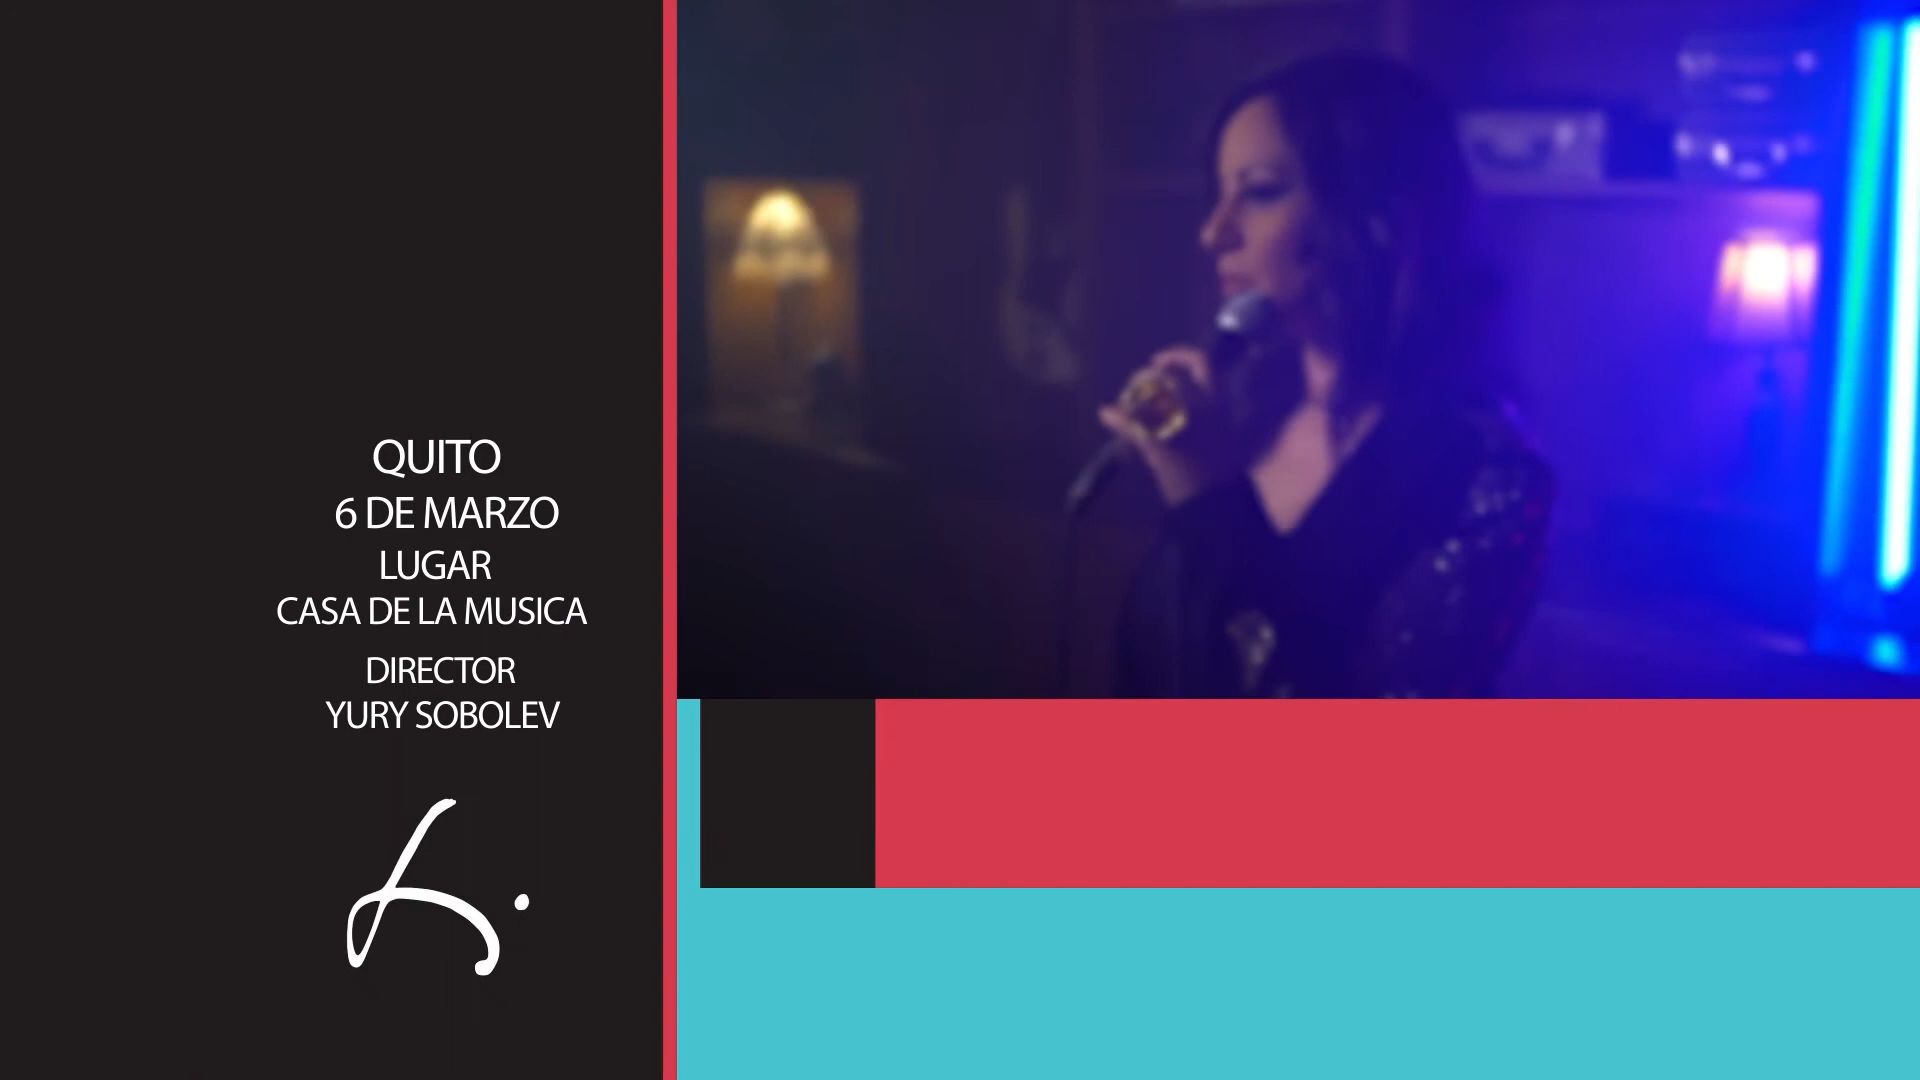 QUITO
6 DE MARZO
LUGAR
CASA DE LA MUSICA
DIRECTOR
YURY SOBOLEV